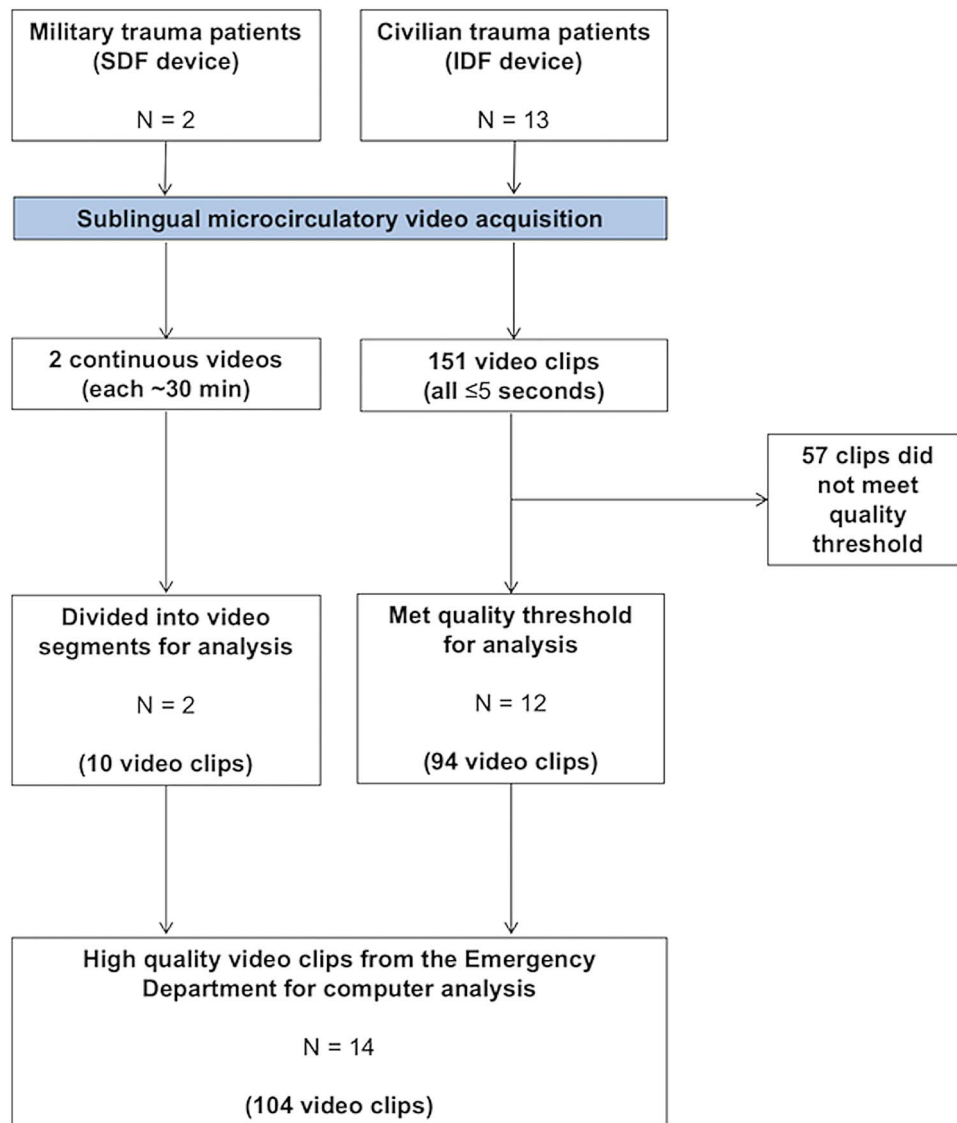 Military trauma patients
(SDF device)
N = 2
Civilian trauma patients
(IDF device)
N = 13
Sublingual microcirculatory video acquisition
2 continuous videos
(each ~30 min)
151 video clips
(all ≤5 seconds)
57 clips did
not meet
quality
threshold
Divided into video
segments for analysis
N = 2
(10 video clips)
Met quality threshold
for analysis
N = 12
(94 video clips)
High quality video clips from the Emergency
Department for computer analysis
N = 14
(104 video clips)